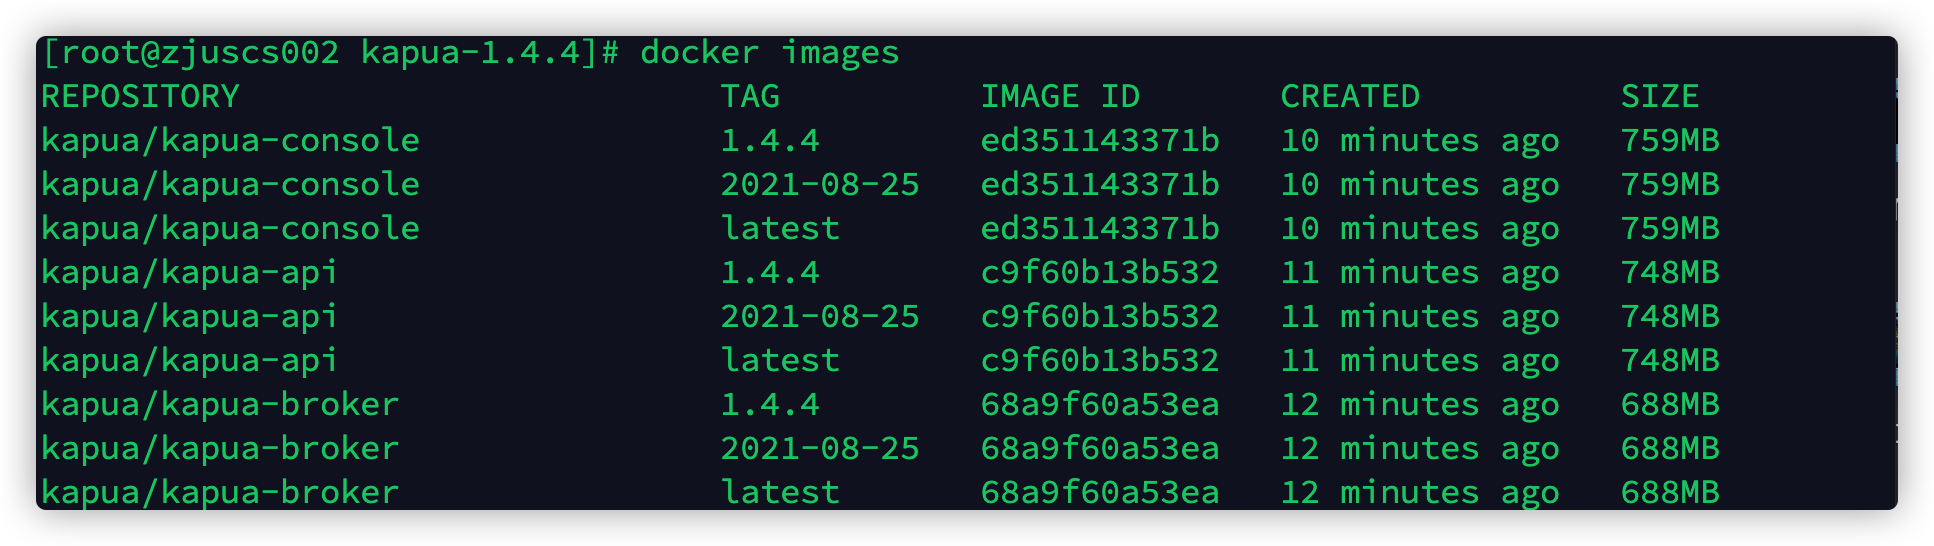 [root@zjuscs002 kapua-1.4.4]# docker images
REPOSITORY TAG IMAGE ID CREATED SIZE
kapua/kapua-console 1.4.4 ed351143371b 10 minutes ago 759MB
kapua/kapua-console 2021-08-25 ed351143371b 10 minutes ago 759MB
kapua/kapua-console latest ed351143371b 10 minutes ago 759MB
kapua/kapua-api 1.4.4 c9f60b13b532 11 minutes ago 748MB
kapua/kapua-api 2021-08-25 c9f60b13b532 11 minutes ago 748MB
kapua/kapua-api latest c9f60b13b532 11 minutes ago 748MB
kapua/kapua-broker 1.4.4 68a9f60a53ea 12 minutes ago 688MB
kapua/kapua-broker 2021-08-25 68a9f60a53ea 12 minutes ago 688MB
kapua/kapua-broker latest 68a9f60a53ea 12 minutes ago 688MB